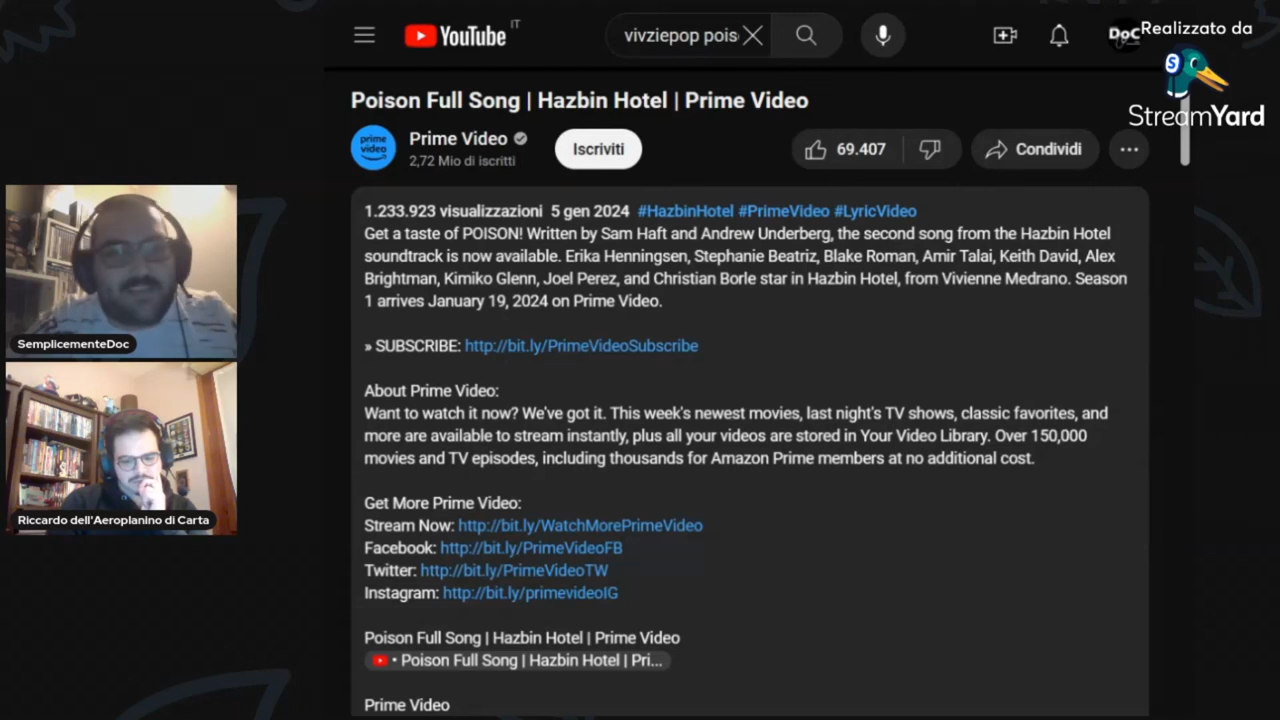 YouTube IT
vivziepop pois
DoC
Realizzato da
S
StreamYard
Poison Full Song | Hazbin Hotel | Prime Video
prime
video
Prime Video
2,72 Mio di iscritti
Iscriviti
69.407
Condividi
1.233.923 visualizzazioni 5 gen 2024 #HazbinHotel #PrimeVideo #LyricVideo
Get a taste of POISON! Written by Sam Haft and Andrew Underberg, the second song from the Hazbin Hotel
soundtrack is now available. Erika Henningsen, Stephanie Beatriz, Blake Roman, Amir Talai, Keith David, Alex
Brightman, Kimiko Glenn, Joel Perez, and Christian Borle star in Hazbin Hotel, from Vivienne Medrano. Season
1 arrives January 19, 2024 on Prime Video.
» SUBSCRIBE: http://bit.ly/PrimeVideoSubscribe
About Prime Video:
Want to watch it now? We've got it. This week's newest movies, last night's TV shows, classic favorites, and
more are available to stream instantly, plus all your videos are stored in Your Video Library. Over 150,000
movies and TV episodes, including thousands for Amazon Prime members at no additional cost.
Get More Prime Video:
Stream Now: http://bit.ly/WatchMorePrimeVideo
Facebook: http://bit.ly/PrimeVideoFB
Twitter: http://bit.ly/PrimeVideoTW
Instagram: http://bit.ly/primevideoIG
Poison Full Song | Hazbin Hotel | Prime Video
• Poison Full Song | Hazbin Hotel | Pri...
Prime Video
SemplicementeDoc
Riccardo dell'Aeroplanino di Carta